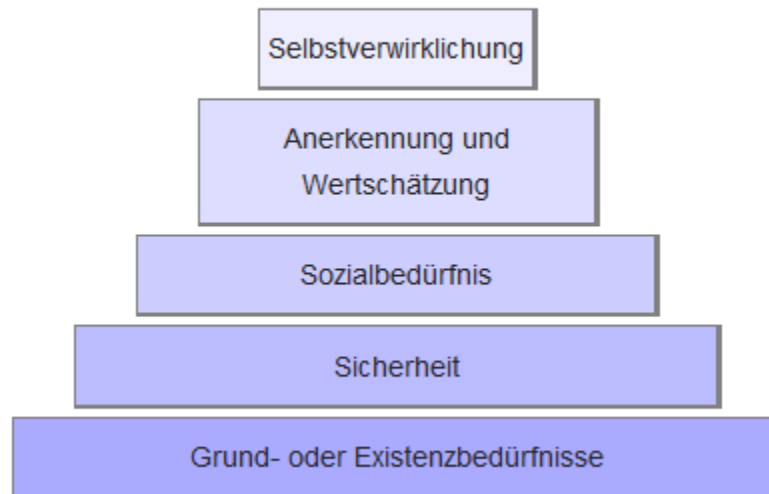 Selbstverwirklichung
Anerkennung und
Wertschätzung
Sozialbedürfnis
Sicherheit
Grund- oder Existenzbedürfnisse